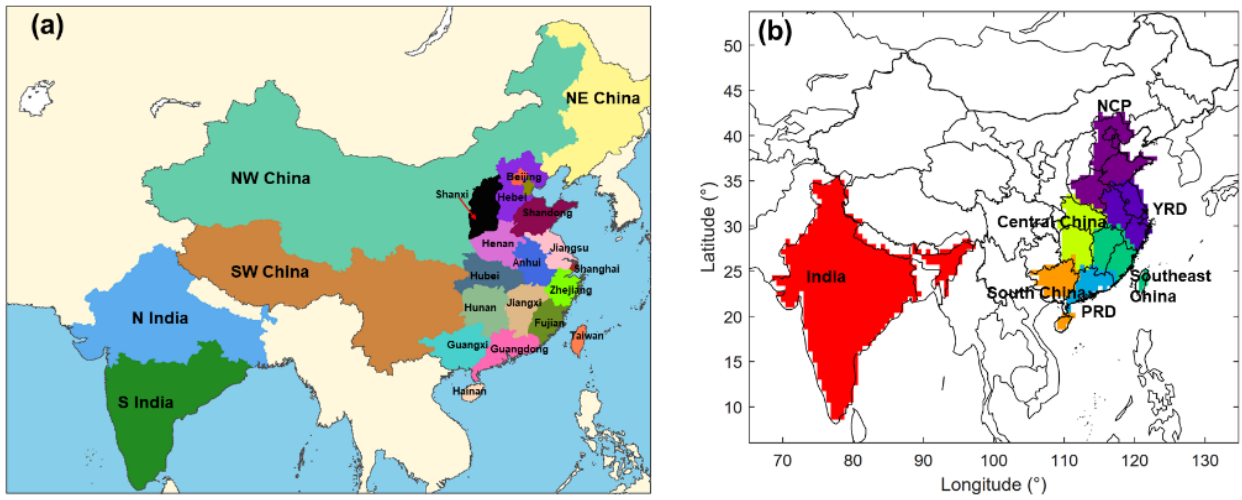 (a)
NE China
NW China
Beijing
Shanxi
Hebei
Shandong
Henan
Jiangsu
SW China
Anhui
Shanghai
Hubei
Zhejiang
N India
Hunan
Jiangxi
Fujian
Taiwan
Guangxi
Guangdong
Hainan
S India
(b)
50
45
40
35
30
25
20
15
10
Latitude (°)
NCP
YRD
Central China
India
Southeast
China
South China
PRD
70
80
90
100
110
120
130
Longitude (°)